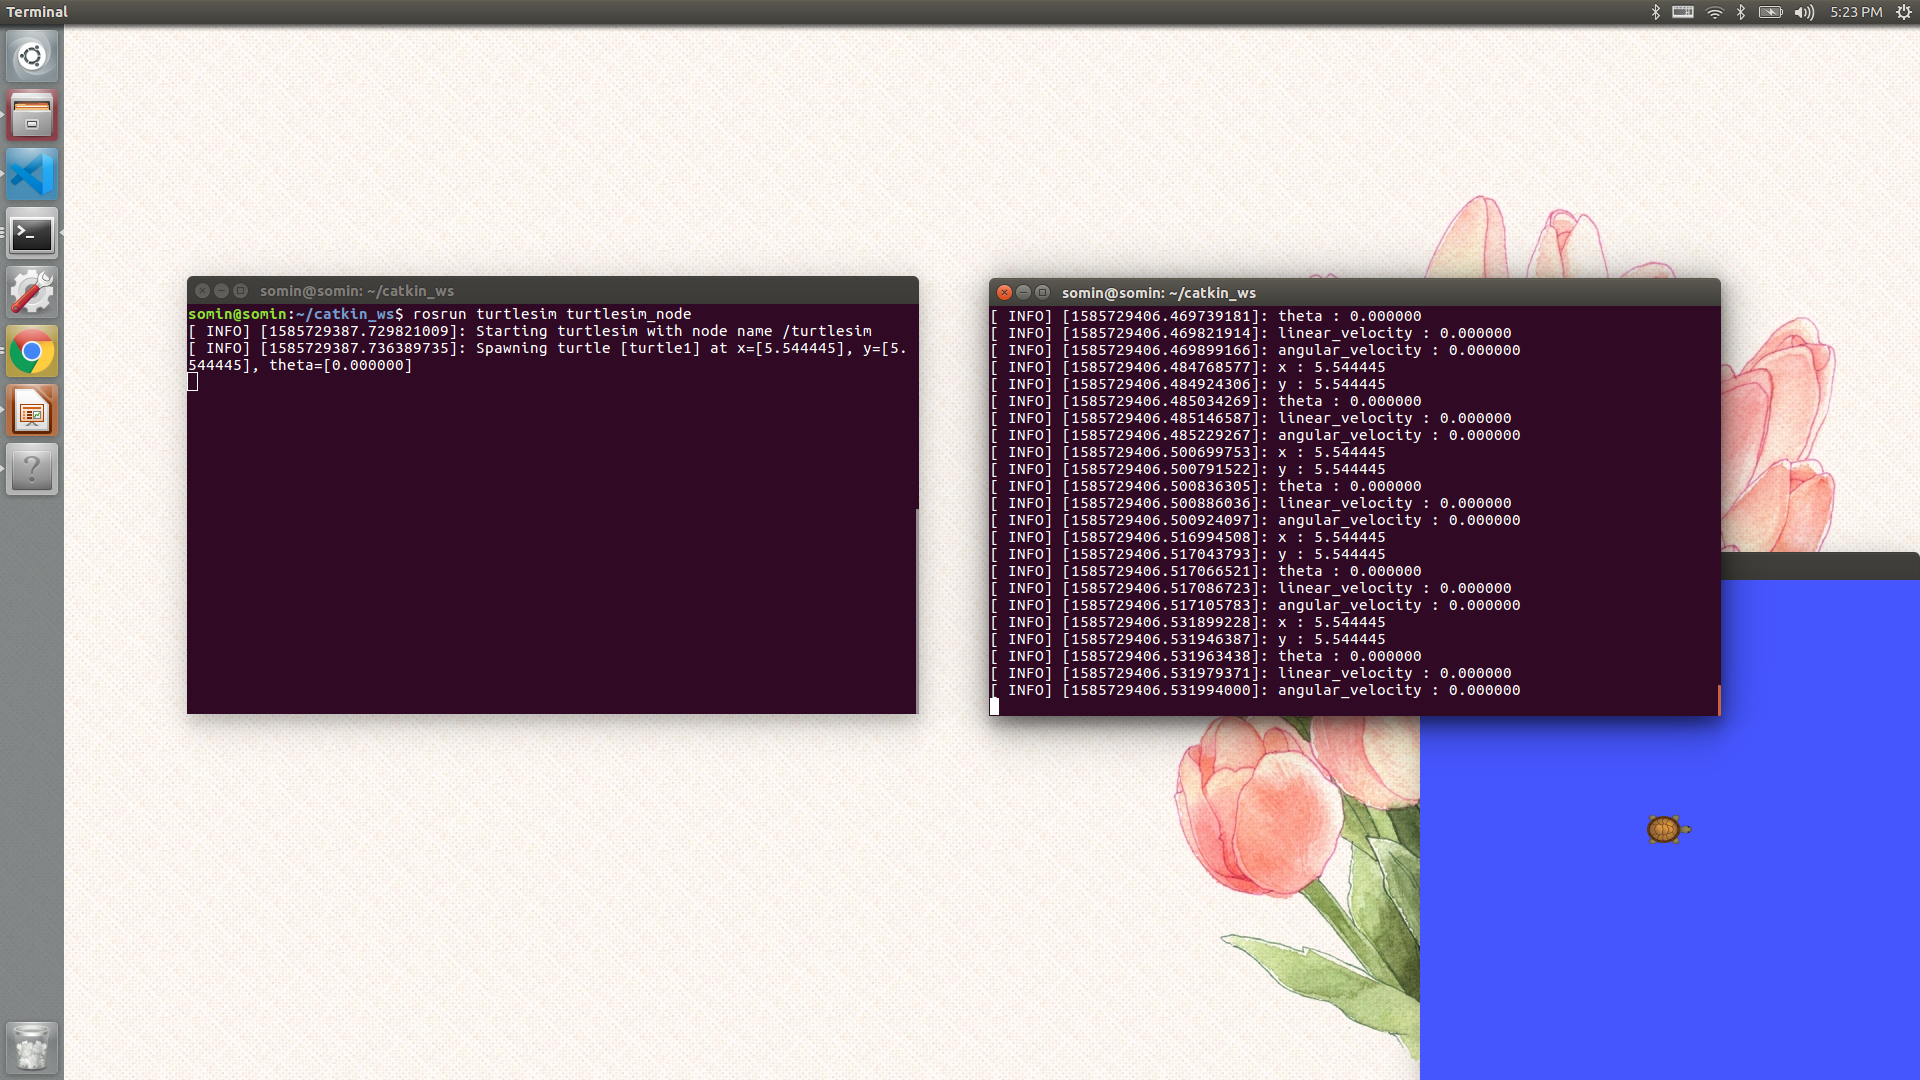 Terminal
5:23 PM
somin@somin: ~/catkin_ws
somin@somin:~/catkin_ws$ rosrun turtlesim turtlesim_node
[ INFO] [1585729387.729821009]: Starting turtlesim with node name /turtlesim
[ INFO] [1585729387.736389735]: Spawning turtle [turtle1] at x=[5.544445], y=[5.
544445], theta=[0.000000]
somin@somin: ~/catkin_ws
[ INFO] [1585729406.469739181]: theta : 0.000000
[ INFO] [1585729406.469821914]: linear_velocity : 0.000000
[ INFO] [1585729406.469899166]: angular_velocity : 0.000000
[ INFO] [1585729406.484768577]: x : 5.544445
[ INFO] [1585729406.484924306]: y : 5.544445
[ INFO] [1585729406.485034269]: theta : 0.000000
[ INFO] [1585729406.485146587]: linear_velocity : 0.000000
[ INFO] [1585729406.485229267]: angular_velocity : 0.000000
[ INFO] [1585729406.500699753]: x : 5.544445
[ INFO] [1585729406.500791522]: y : 5.544445
[ INFO] [1585729406.500836305]: theta : 0.000000
[ INFO] [1585729406.500886036]: linear_velocity : 0.000000
[ INFO] [1585729406.500924097]: angular_velocity : 0.000000
[ INFO] [1585729406.516994508]: x : 5.544445
[ INFO] [1585729406.517043793]: y : 5.544445
[ INFO] [1585729406.517066521]: theta : 0.000000
[ INFO] [1585729406.517086723]: linear_velocity : 0.000000
[ INFO] [1585729406.517105783]: angular_velocity : 0.000000
[ INFO] [1585729406.531899228]: x : 5.544445
[ INFO] [1585729406.531946387]: y : 5.544445
[ INFO] [1585729406.531963438]: theta : 0.000000
[ INFO] [1585729406.531979371]: linear_velocity : 0.000000
[ INFO] [1585729406.531994000]: angular_velocity : 0.000000